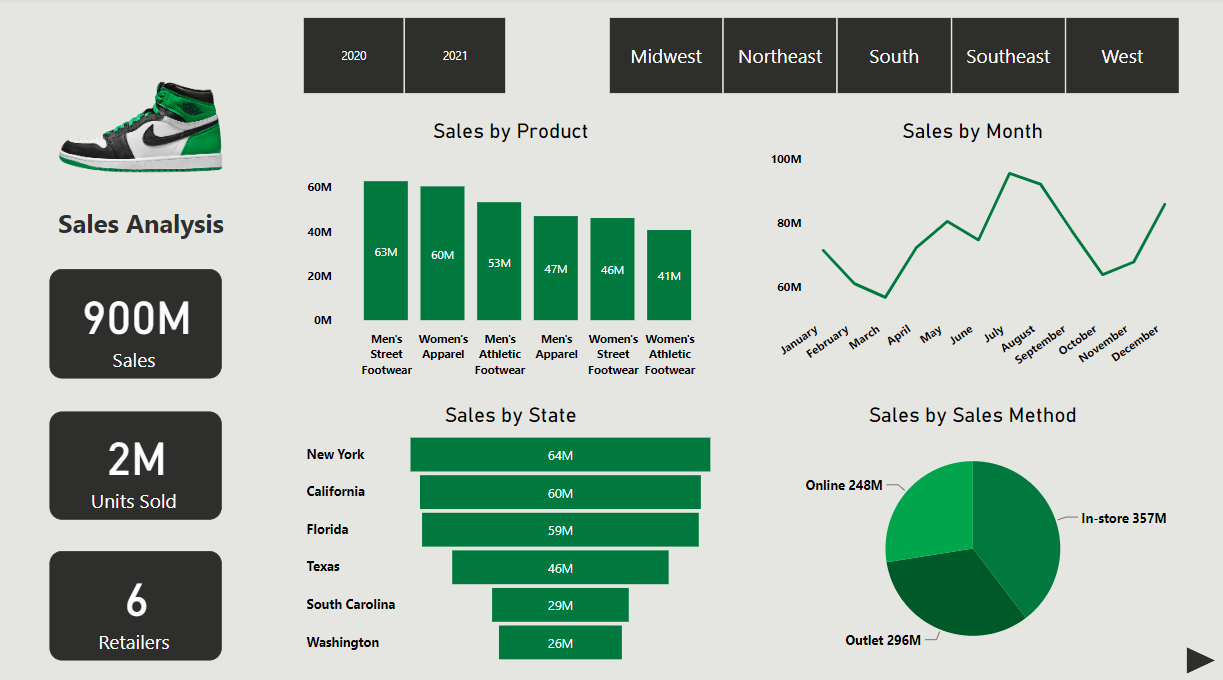 2020
2021
Midwest
Northeast
South
Southeast
West
Sales Analysis
900M
Sales
2M
Units Sold
6
Retailers
Sales by Product
60M
40M
20M
0M
63M
60M
53M
47M
46M
41M
Men's
Street
Footwear
Women's
Apparel
Men's
Athletic
Footwear
Men's
Apparel
Women's
Street
Footwear
Women's
Athletic
Footwear
Sales by Month
100M
80M
60M
January
February
March
April
May
June
July
August
September
October
November
December
Sales by State
New York 64M
California 60M
Florida 59M
Texas 46M
South Carolina 29M
Washington 26M
Sales by Sales Method
Online 248M
In-store 357M
Outlet 296M